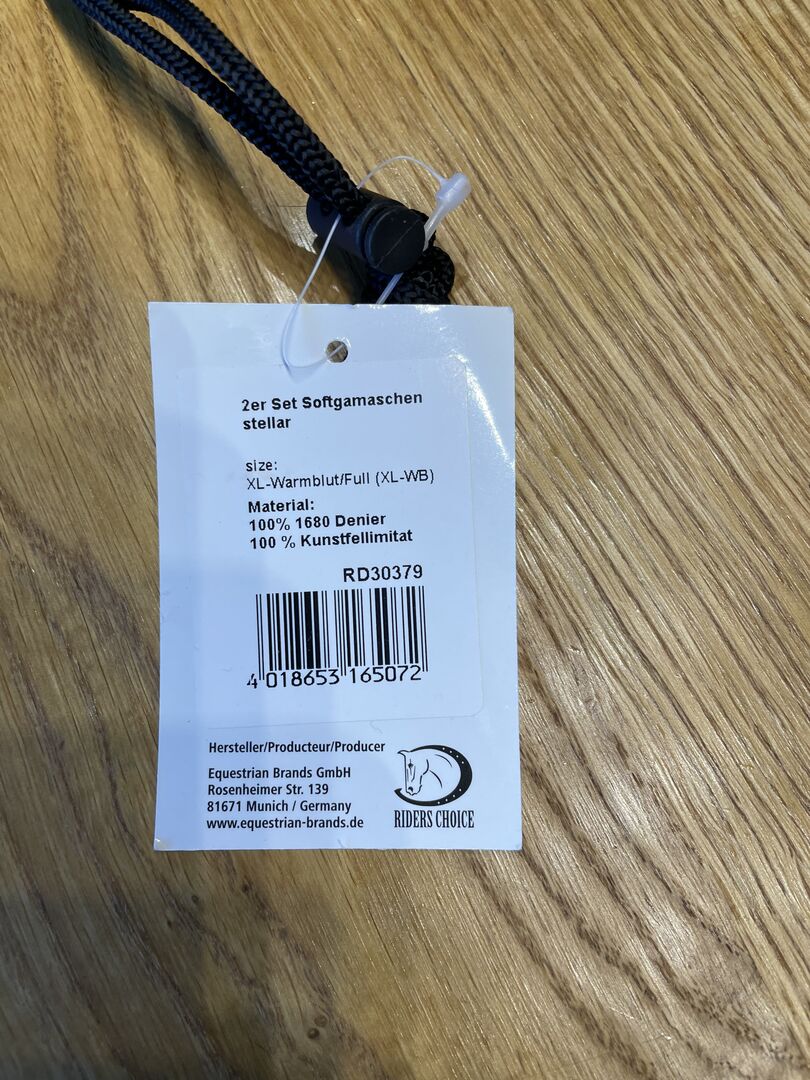 2er Set Softgamaschen
stellar
size:
XL-Warmblut/Full (XL-WB)
Material:
100% 1680 Denier
100 % Kunstfellimitat
RD30379
4 018653 165072
Hersteller/Producteur/Producer
Equestrian Brands GmbH
Rosenheimer Str. 139
81671 Munich / Germany
www.equestrian-brands.de
RIDERS CHOICE